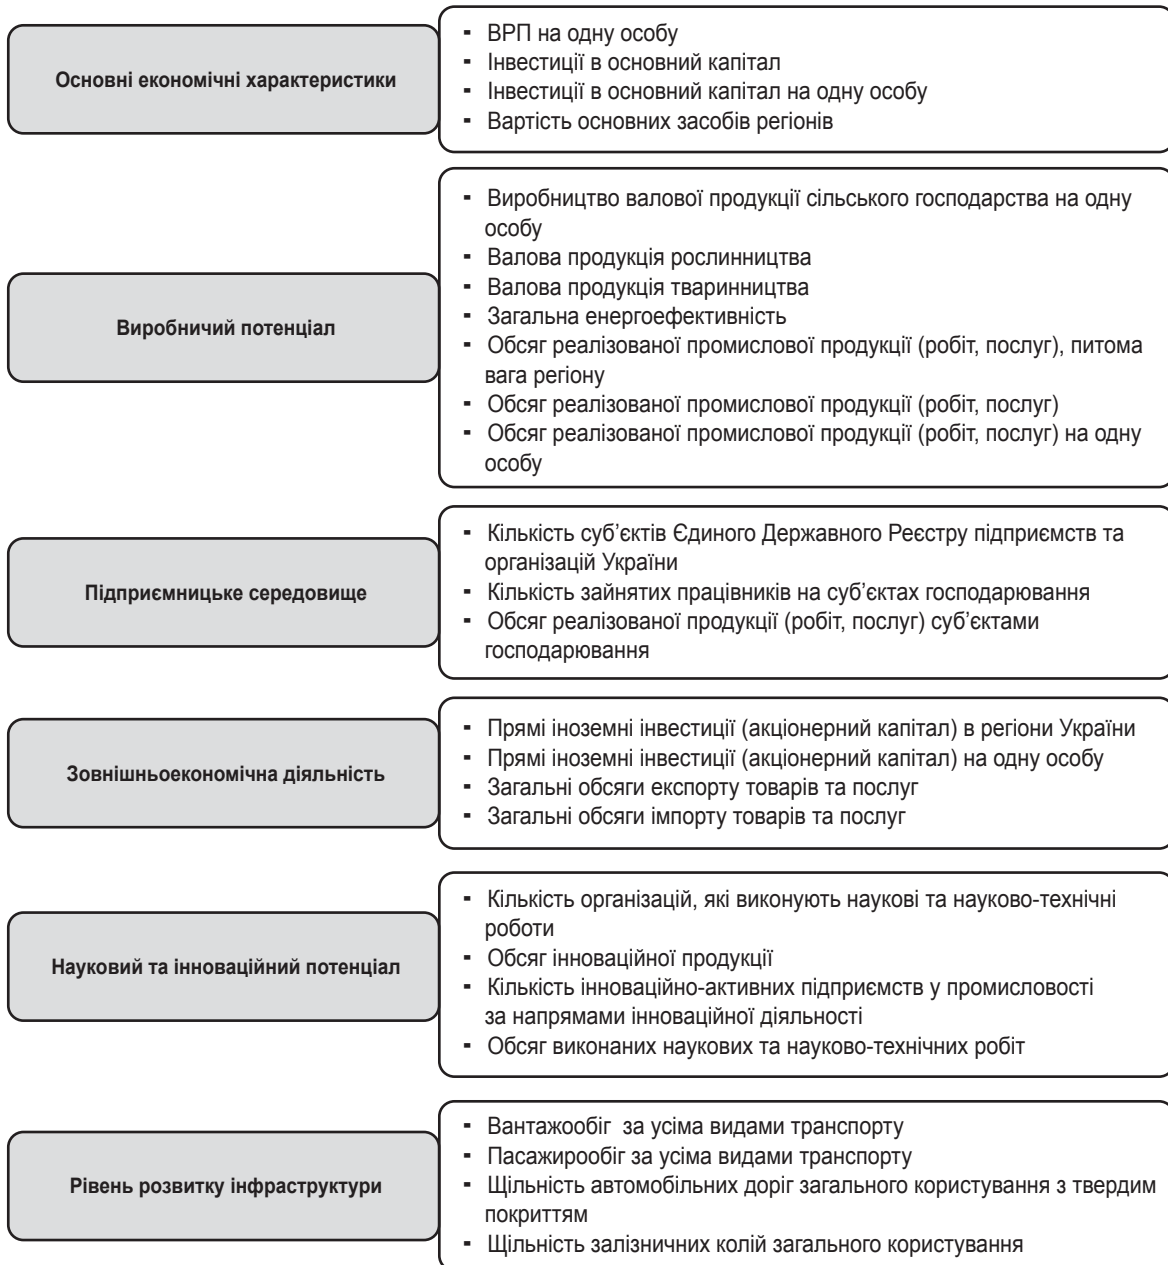 Основні економічні характеристики
- ВРП на одну особу
- Інвестиції в основний капітал
- Інвестиції в основний капітал на одну особу
- Вартість основних засобів регіонів
Виробничий потенціал
- Виробництво валової продукції сільського господарства на одну
особу
- Валова продукція рослинництва
- Валова продукція тваринництва
- Загальна енергоефективність
- Обсяг реалізованої промислової продукції (робіт, послуг), питома
вага регіону
- Обсяг реалізованої промислової продукції (робіт, послуг)
- Обсяг реалізованої промислової продукції (робіт, послуг) на одну
особу
Підприємницьке середовище
- Кількість суб’єктів Єдиного Державного Реєстру підприємств та
організацій України
- Кількість зайнятих працівників на суб’єктах господарювання
- Обсяг реалізованої продукції (робіт, послуг) суб’єктами
господарювання
Зовнішньоекономічна діяльність
- Прямі іноземні інвестиції (акціонерний капітал) в регіони України
- Прямі іноземні інвестиції (акціонерний капітал) на одну особу
- Загальні обсяги експорту товарів та послуг
- Загальні обсяги імпорту товарів та послуг
Науковий та інноваційний потенціал
- Кількість організацій, які виконують наукові та науково-технічні
роботи
- Обсяг інноваційної продукції
- Кількість інноваційно-активних підприємств у промисловості
за напрямами інноваційної діяльності
- Обсяг виконаних наукових та науково-технічних робіт
Рівень розвитку інфраструктури
- Вантажообіг за усіма видами транспорту
- Пасажирообіг за усіма видами транспорту
- Щільність автомобільних доріг загального користування з твердим
покриттям
- Щільність залізничних колій загального користування